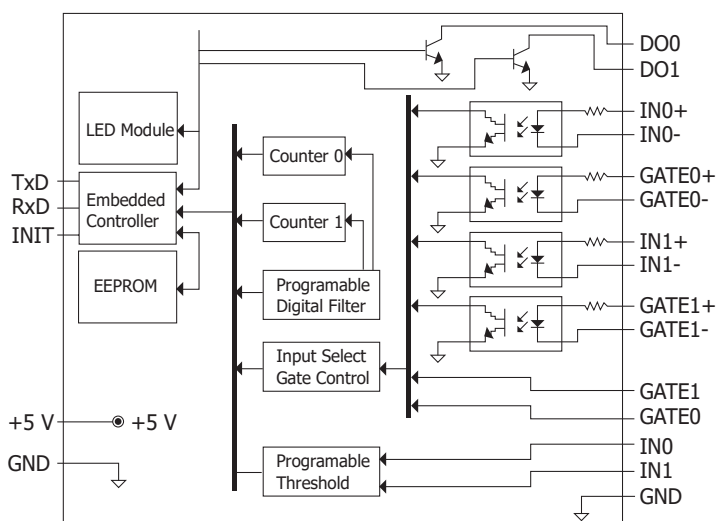 DO0
DO1
LED Module
IN0+
IN0-
Counter 0
TxD
RxD
INIT
Embedded
Controller
GATE0+
GATE0-
Counter 1
IN1+
IN1-
EEPROM
Programable
Digital Filter
GATE1+
GATE1-
Input Select
Gate Control
GATE1
GATE0
+5 V
+5 V
GND
Programable
Threshold
IN0
IN1
GND